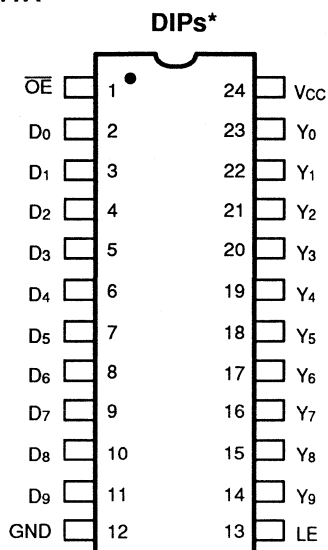 DIPs*
OE 1 24 VCC
D0 2 23 Y0
D1 3 22 Y1
D2 4 21 Y2
D3 5 20 Y3
D4 6 19 Y4
D5 7 18 Y5
D6 8 17 Y6
D7 9 16 Y7
D8 10 15 Y8
D9 11 14 Y9
GND 12 13 LE